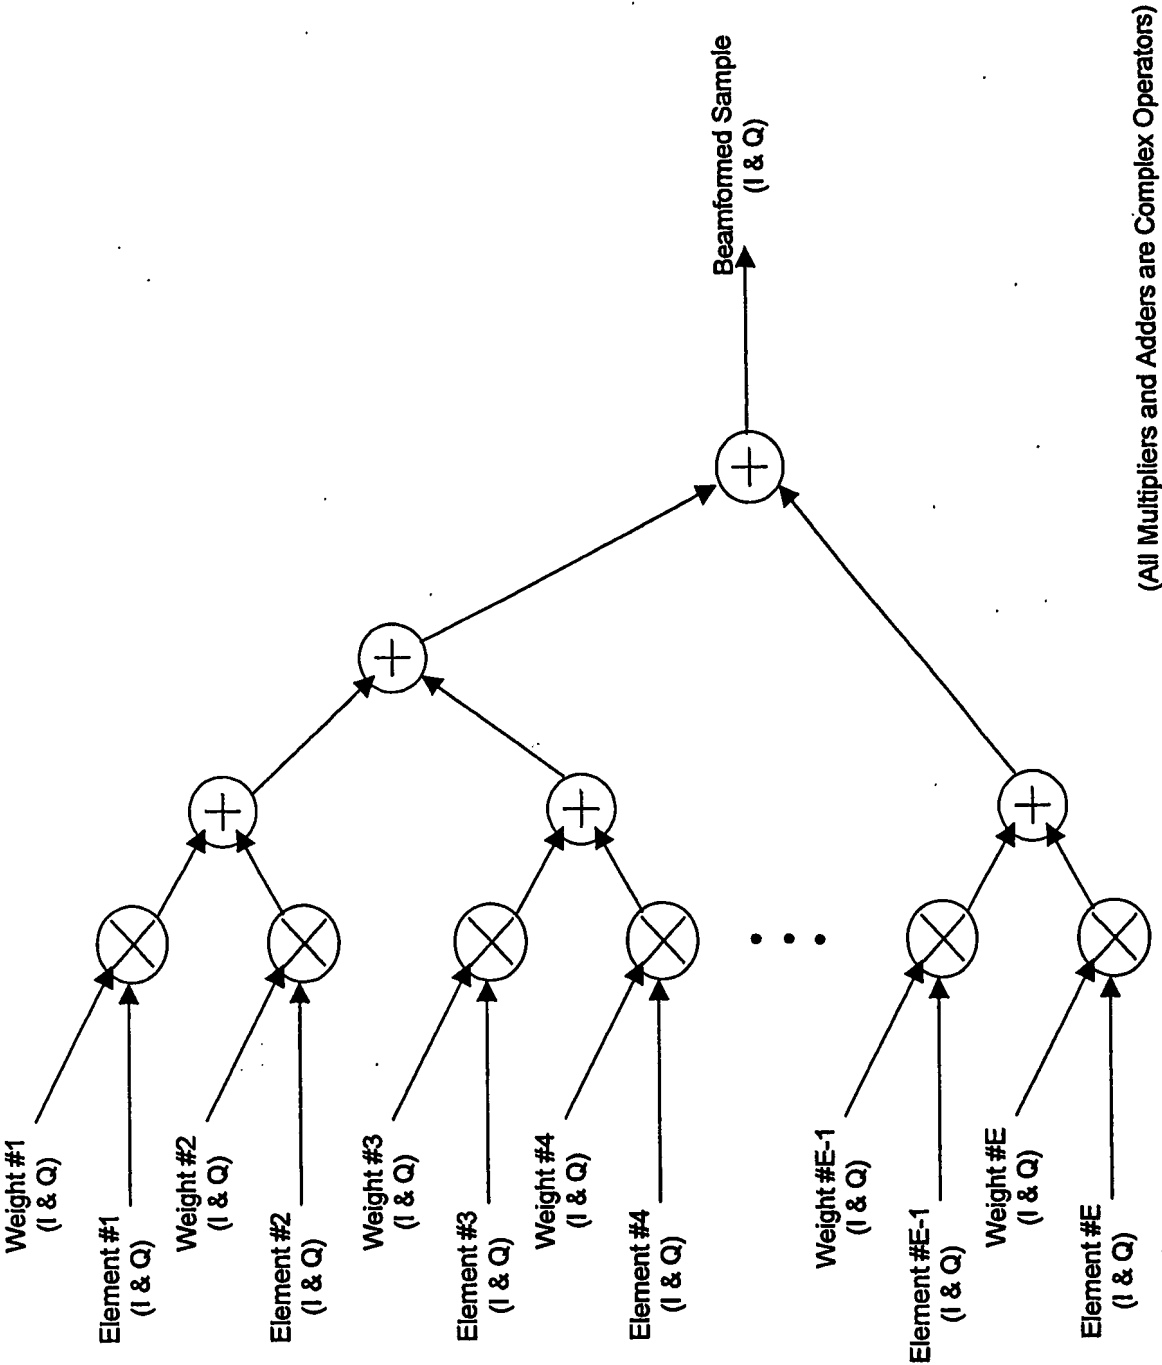 Weight #1
(I & Q)
Element #1
(I & Q)
Weight #2
(I & Q)
Element #2
(I & Q)
Weight #3
(I & Q)
Element #3
(I & Q)
Weight #4
(I & Q)
Element #4
(I & Q)
Weight #E-1
(I & Q)
Element #E-1
(I & Q)
Weight #E
(I & Q)
Element #E
(I & Q)
Beamformed Sample
(I & Q)
(All Multipliers and Adders are Complex Operators)